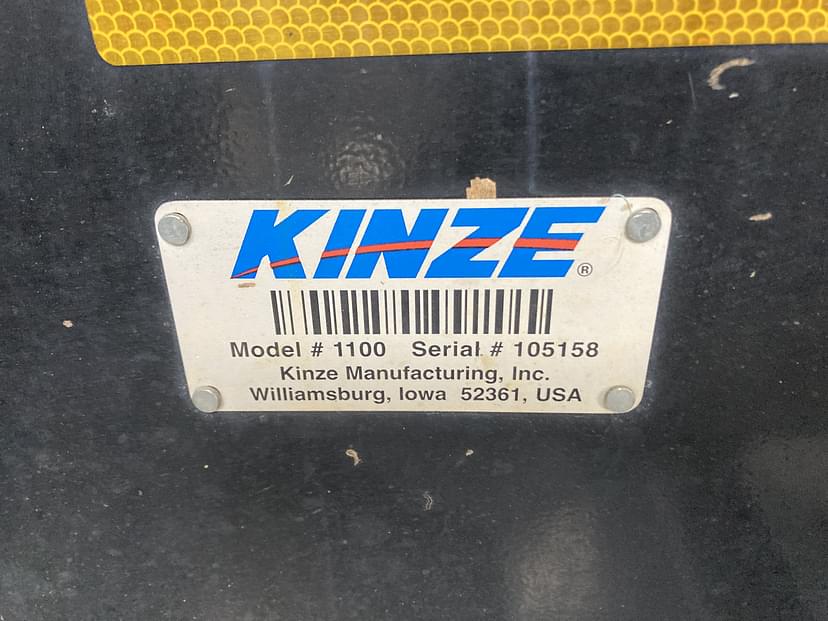 KINZE®
Model # 1100 Serial # 105158
Kinze Manufacturing, Inc.
Williamsburg, Iowa 52361, USA